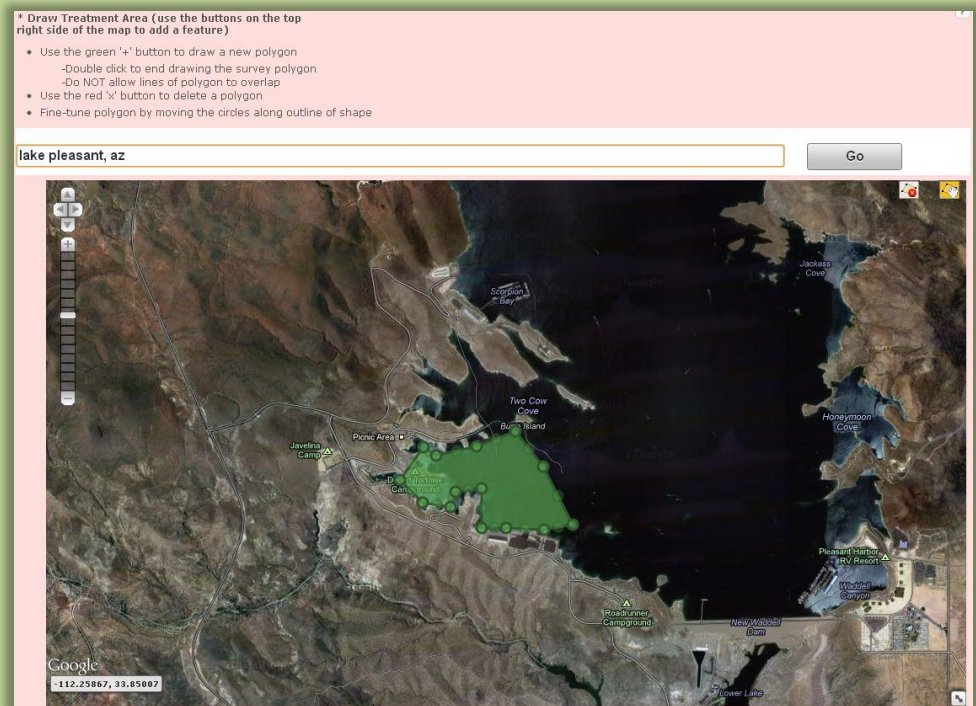 * Draw Treatment Area (use the buttons on the top
right side of the map to add a feature)
• Use the green '+' button to draw a new polygon
-Double click to end drawing the survey polygon
-Do NOT allow lines of polygon to overlap
• Use the red 'x' button to delete a polygon
• Fine-tune polygon by moving the circles along outline of shape
lake pleasant, az
Go
Jackass
Cove
Scorpion
Bay
Two Cow
Cove
Island
Honeymoon
Cove
Picnic Area
Javelina
Camp
Tortoise
Pleasant Harbor
RV Resort
Waddell
Canyon
Roadrunner
Campground
New Waddell
Dam
Lower Lake
Google
-112.25867, 33.85007